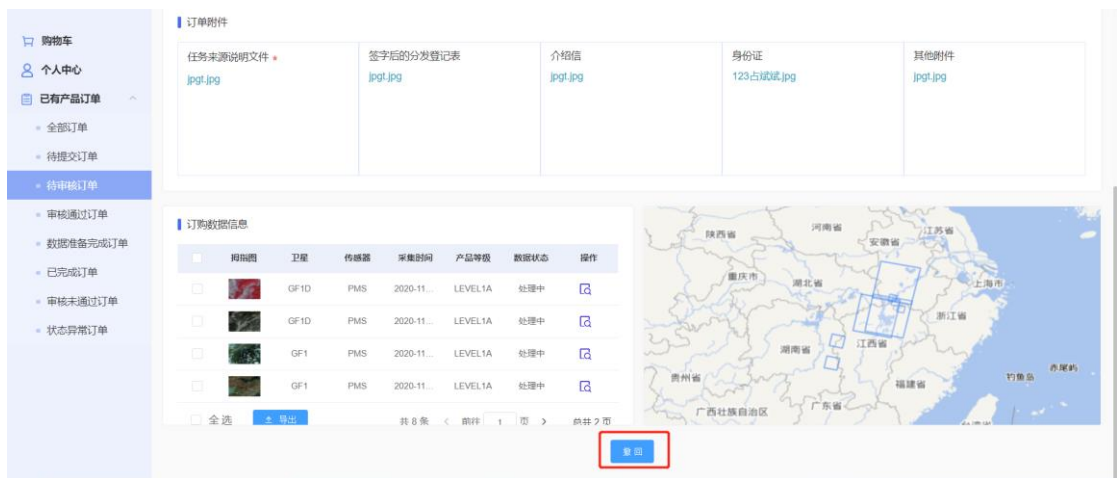 购物车
个人中心
已有产品订单
全部订单
待提交订单
待审核订单
审核通过订单
数据准备完成订单
已完成订单
审核未通过订单
状态异常订单
订单附件
任务来源说明文件 * 签字后的分发登记表 介绍信 身份证 其他附件
jpgt.jpg jpgt.jpg jpgt.jpg 123占斌斌.jpg jpgt.jpg
订购数据信息
拇指图 卫星 传感器 采集时间 产品等级 数据状态 操作
GF1D PMS 2020-11... LEVEL1A 处理中
GF1D PMS 2020-11... LEVEL1A 处理中
GF1 PMS 2020-11... LEVEL1A 处理中
GF1 PMS 2020-11... LEVEL1A 处理中
全选 导出 共 8 条 < 前往 1 页 > 总共 2 页
陕西省
河南省
江苏省
安徽省
重庆市
湖北省
上海市
浙江省
湖南省
江西省
贵州省
福建省
钓鱼岛
赤尾屿
广西壮族自治区
广东省
台湾省
撤回